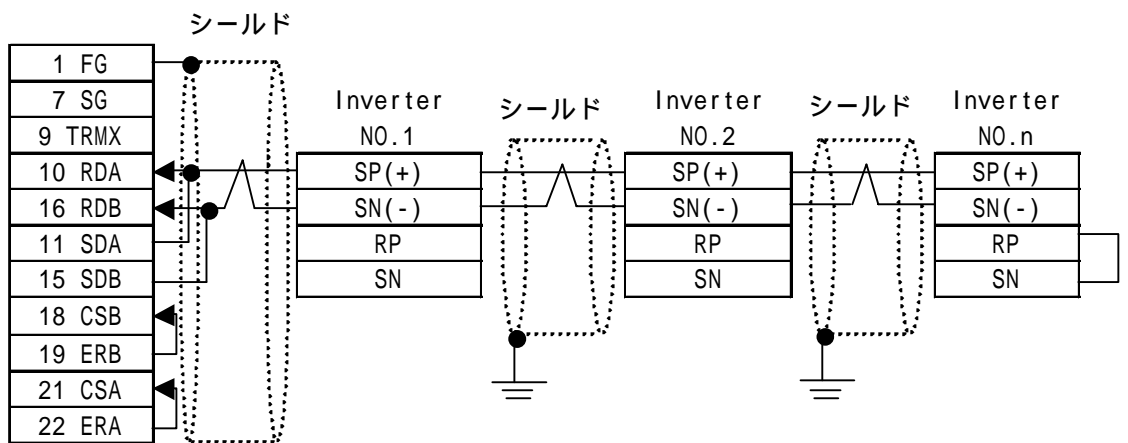 シールド
1 FG
7 SG
9 TRMX
10 RDA
16 RDB
11 SDA
15 SDB
18 CSB
19 ERB
21 CSA
22 ERA
Inverter
NO.1
SP(+)
SN(-)
RP
SN
シールド
Inverter
NO.2
SP(+)
SN(-)
RP
SN
シールド
Inverter
NO.n
SP(+)
SN(-)
RP
SN